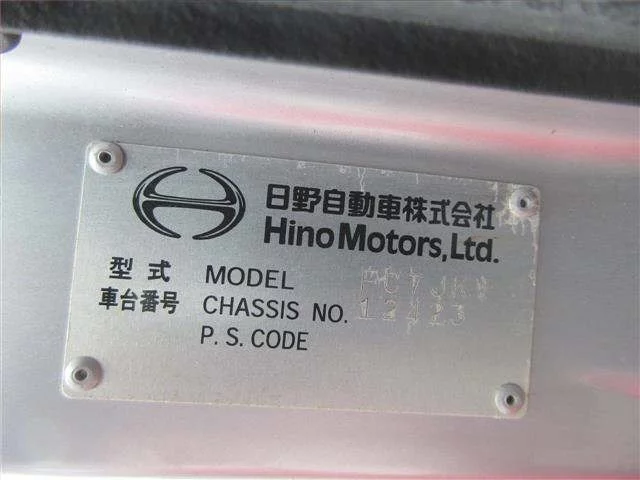 日野自動車株式会社
Hino Motors, Ltd.
型式 MODEL
車台番号 CHASSIS NO. 12423
P. S. CODE